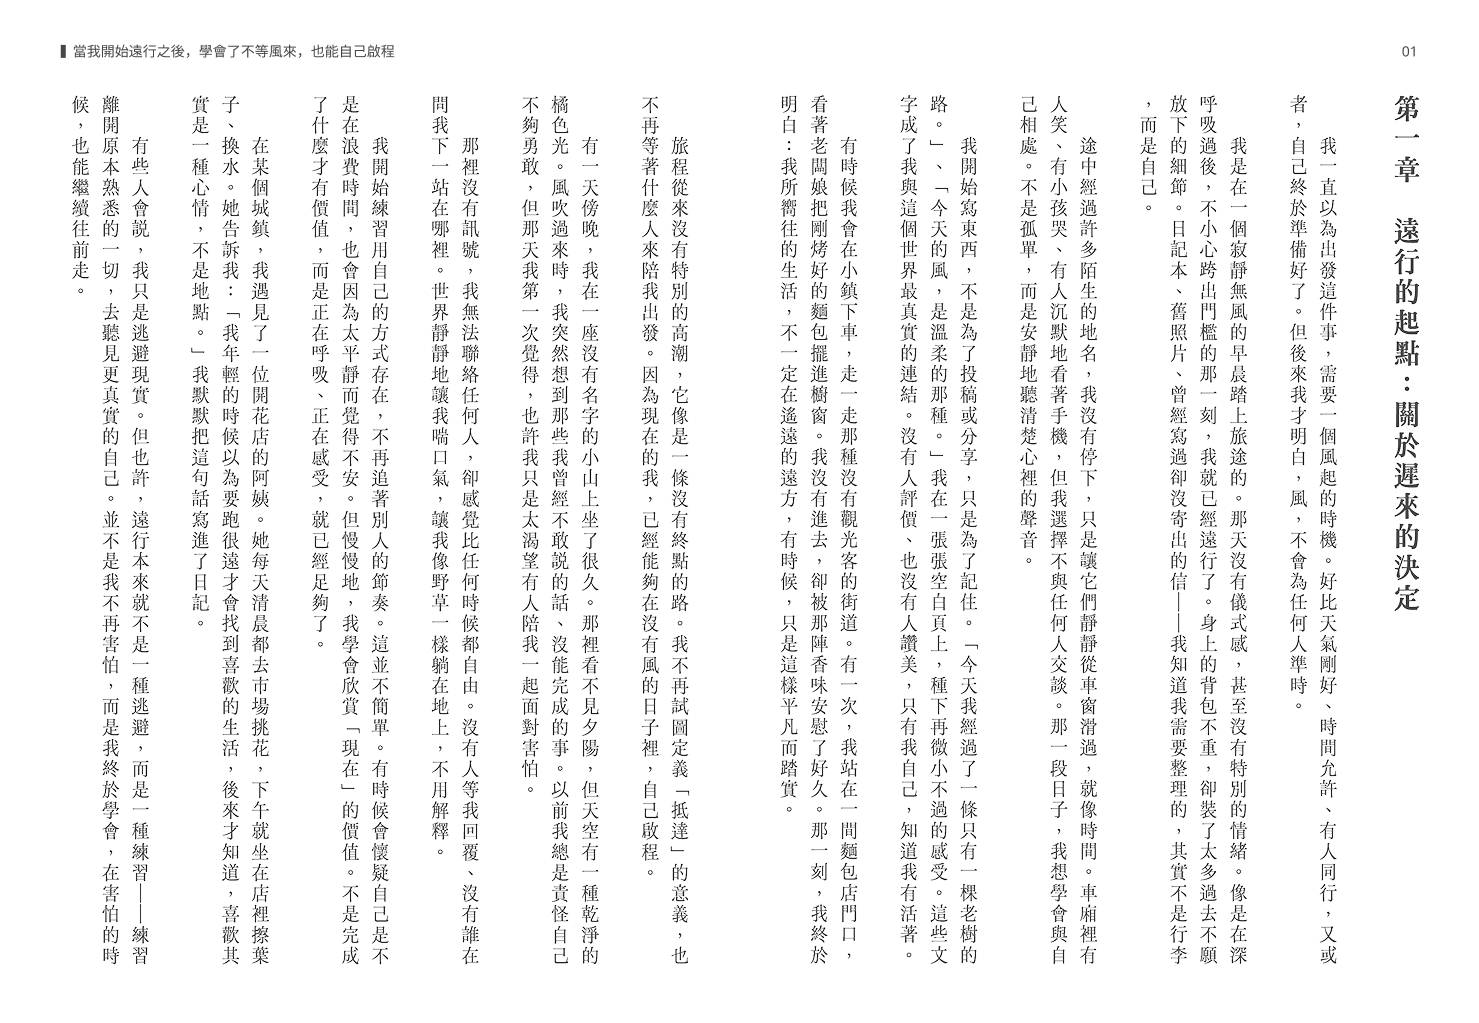 當我開始遠行之後，學會了不等風來，也能自己啟程
01
第一章　遠行的起點：關於遲來的決定
我一直以為出發這件事，需要一個風起的時機。好比天氣剛好、時間允許、有人同行，又或
者，自己終於準備好了。但後來我才明白，風，不會為任何人準時。
我是在一個寂靜無風的早晨踏上旅途的。那天沒有儀式感，甚至沒有特別的情緒。像是在深
呼吸過後，不小心跨出門檻的那一刻，我就已經遠行了。身上的背包不重，卻裝了太多過去不願
放下的細節。日記本、舊照片、曾經寫過卻沒寄出的信——我知道我需要整理的，其實不是行李
，而是自己。
途中經過許多陌生的地名，我沒有停下，只是讓它們靜靜從車窗滑過，就像時間。車廂裡有
人笑、有小孩哭、有人沉默地看著手機，但我選擇不與任何人交談。那一段日子，我想學會與自
己相處。不是孤單，而是安靜地聽清楚心裡的聲音。
我開始寫東西，不是為了投稿或分享，只是為了記住。「今天我經過了一條只有一棵老樹的
路。」、「今天的風，是溫柔的那種。」我在一張張空白頁上，種下再微小不過的感受。這些文
字成了我與這個世界最真實的連結。沒有人評價、也沒有人讚美，只有我自己，知道我有活著。
有時候我會在小鎮下車，走一走那種沒有觀光客的街道。有一次，我站在一間麵包店門口，
看著老闆娘把剛烤好的麵包擺進櫥窗。我沒有進去，卻被那陣香味安慰了好久。那一刻，我終於
明白：我所嚮往的生活，不一定在遙遠的遠方，有時候，只是這樣平凡而踏實。
旅程從來沒有特別的高潮，它像是一條沒有終點的路。我不再試圖定義「抵達」的意義，也
不再等著什麼人來陪我出發。因為現在的我，已經能夠在沒有風的日子裡，自己啟程。
有一天傍晚，我在一座沒有名字的小山上坐了很久。那裡看不見夕陽，但天空有一種乾淨的
橘色光。風吹過來時，我突然想到那些我曾經不敢說的話、沒能完成的事。以前我總是責怪自己
不夠勇敢，但那天我第一次覺得，也許我只是太渴望有人陪我一起面對害怕。
那裡沒有訊號，我無法聯絡任何人，卻感覺比任何時候都自由。沒有人等我回覆、沒有誰在
問我下一站在哪裡。世界靜靜地讓我喘口氣，讓我像野草一樣躺在地上，不用解釋。
我開始練習用自己的方式存在，不再追著別人的節奏。這並不簡單。有時候會懷疑自己是不
是在浪費時間，也會因為太平靜而覺得不安。但慢慢地，我學會欣賞「現在」的價值。不是完成
了什麼才有價值，而是正在呼吸、正在感受，就已經足夠了。
在某個城鎮，我遇見了一位開花店的阿姨。她每天清晨都去市場挑花，下午就坐在店裡擦葉
子、換水。她告訴我：「我年輕的時候以為要跑很遠才會找到喜歡的生活，後來才知道，喜歡其
實是一種心情，不是地點。」我默默把這句話寫進了日記。
有些人會說，我只是逃避現實。但也許，遠行本來就不是一種逃避，而是一種練習——練習
離開原本熟悉的一切，去聽見更真實的自己。並不是我不再害怕，而是我終於學會，在害怕的時
候，也能繼續往前走。